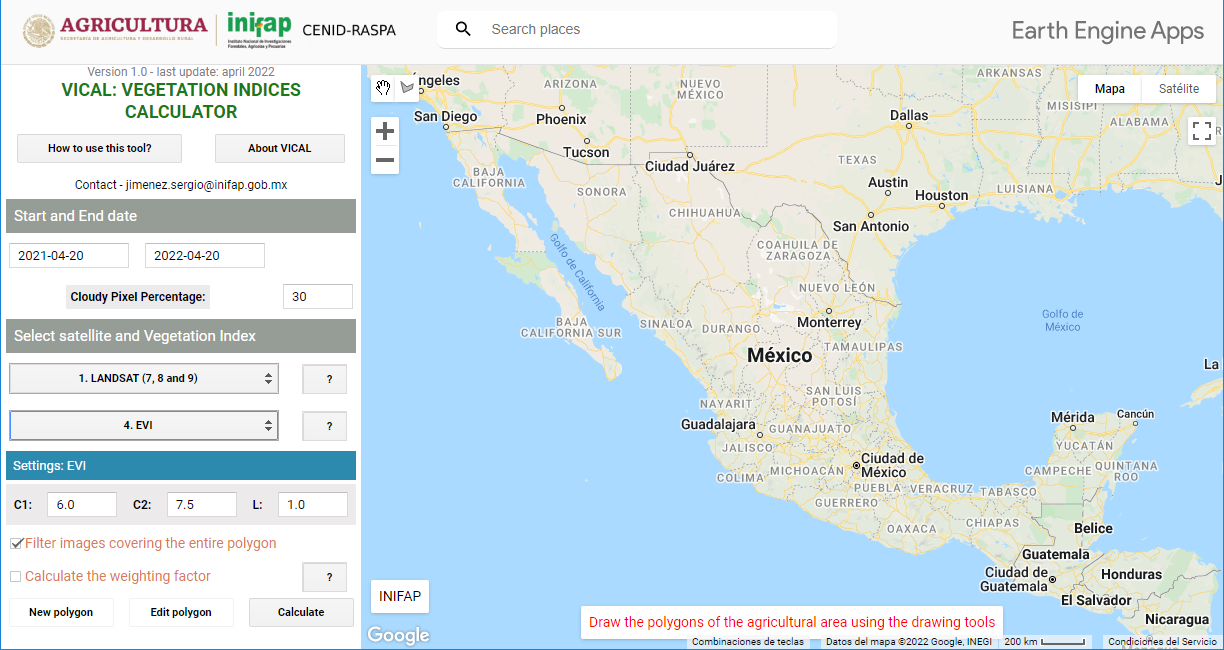 AGRICULTURA
SECRETARÍA DE AGRICULTURA Y DESARROLLO RURAL
inifap
Instituto Nacional de Investigaciones
Forestales, Agrícolas y Pecuarias
CENID-RASPA
Search places
Earth Engine Apps
Version 1.0 - last update: april 2022
VICAL: VEGETATION INDICES
CALCULATOR
How to use this tool?
About VICAL
Contact - jimenez.sergio@inifap.gob.mx
Start and End date
2021-04-20
2022-04-20
Cloudy Pixel Percentage:
30
Select satellite and Vegetation Index
1. LANDSAT (7, 8 and 9)
?
4. EVI
?
Settings: EVI
C1:
6.0
C2:
7.5
L:
1.0
Filter images covering the entire polygon
Calculate the weighting factor
?
New polygon
Edit polygon
Calculate
ngeles
ARIZONA
NUEVO
MÉXICO
ARKANSAS
Mapa
Satélite
MISISIPI
ALABAMA
San Diego
Phoenix
Dallas
Tucson
Ciudad Juárez
TEXAS
BAJA
CALIFORNIA
SONORA
Austin
Houston
LUISIANA
J
CHIHUAHUA
San Antonio
Golfo de California
COAHUILA DE
ZARAGOZA
NUEVO LEÓN
BAJA
CALIFORNIA SUR
SINALOA
DURANGO
Monterrey
Golfo de
México
TAMAULIPAS
México
La
SAN LUIS
POTOSÍ
NAYARIT
Guadalajara
GUANAJUATO
Mérida
Cancún
JALISCO
YUCATÁN
Ciudad de
México
COLIMA
MICHOACÁN
CAMPECHE
QUINTANA
ROO
PUEBLA
VERACRUZ
TABASCO
GUERRERO
OAXACA
CHIAPAS
Belice
Guatemala
Ciudad de
Guatemala
Honduras
El Salvador
Nicaragua
INIFAP
Google
Draw the polygons of the agricultural area using the drawing tools
Combinaciones de teclas
Datos del mapa ©2022 Google, INEGI
200 km
Condiciones del Servicio